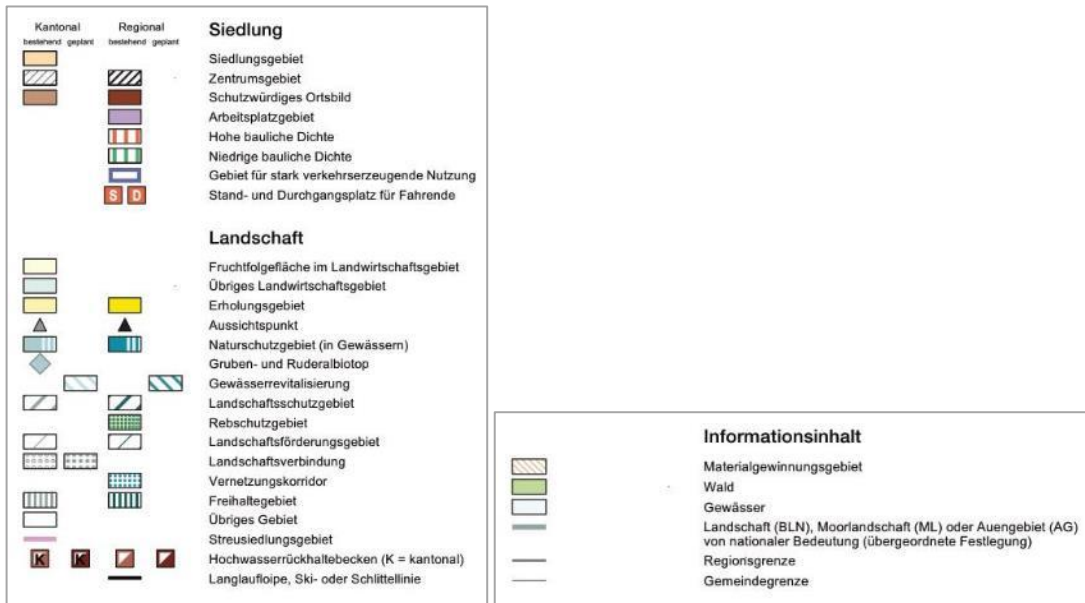 Kantonal Regional Siedlung
bestehend geplant bestehend geplant
Siedlungsgebiet
Zentrumsgebiet
Schutzwürdiges Ortsbild
Arbeitsplatzgebiet
Hohe bauliche Dichte
Niedrige bauliche Dichte
Gebiet für stark verkehrserzeugende Nutzung
S D Stand- und Durchgangsplatz für Fahrende
Landschaft
Fruchtfolgefläche im Landwirtschaftsgebiet
Übriges Landwirtschaftsgebiet
Erholungsgebiet
Aussichtspunkt
Naturschutzgebiet (in Gewässern)
Gruben- und Ruderalbiotop
Gewässerrevitalisierung
Landschaftsschutzgebiet
Rebschutzgebiet
Landschaftsförderungsgebiet
Landschaftsverbindung
Vernetzungskorridor
Freihaltegebiet
Übriges Gebiet
Streusiedlungsgebiet
K K Hochwasserrückhaltebecken (K = kantonal)
Langlaufloipe, Ski- oder Schlittellinie
Informationsinhalt
Materialgewinnungsgebiet
Wald
Gewässer
Landschaft (BLN), Moorlandschaft (ML) oder Auengebiet (AG)
von nationaler Bedeutung (übergeordnete Festlegung)
Regionsgrenze
Gemeindegrenze